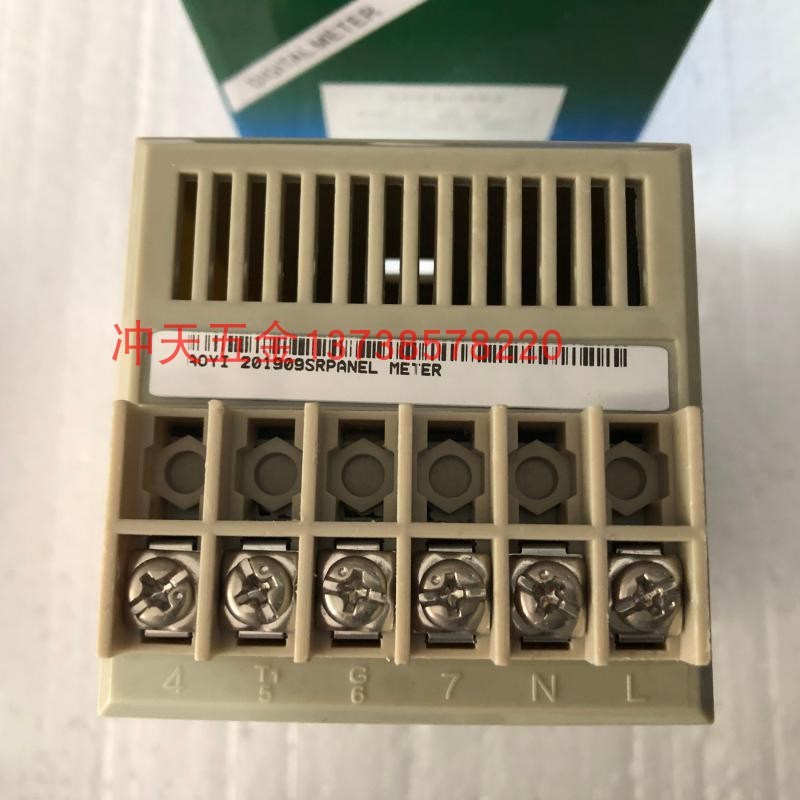 DIGITAL METER
冲天五金13738578220
AOYI 201909SRPANEL METER
4 T1 G 7 N L
5 6